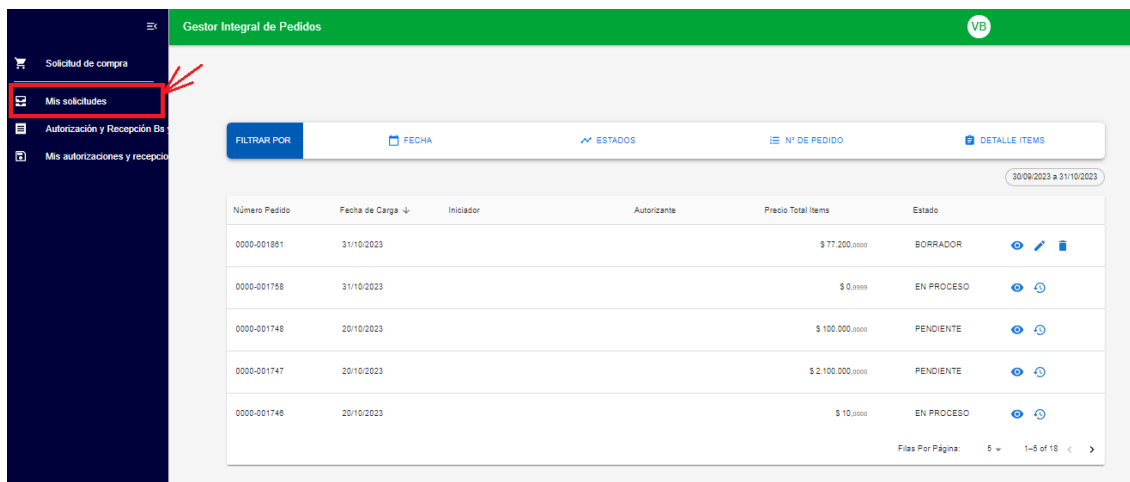 Gestor Integral de Pedidos
VB
Solicitud de compra
Mis solicitudes
Autorización y Recepción Bs y
Mis autorizaciones y recepcio
FILTRAR POR FECHA ESTADOS N° DE PEDIDO DETALLE ITEMS
30/09/2023 a 31/10/2023
Número Pedido Fecha de Carga Iniciador Autorizante Precio Total Items Estado
0000-001861 31/10/2023 $ 77.200,0000 BORRADOR
0000-001758 31/10/2023 $ 0,9999 EN PROCESO
0000-001748 20/10/2023 $ 100.000,0000 PENDIENTE
0000-001747 20/10/2023 $ 2.100.000,0000 PENDIENTE
0000-001746 20/10/2023 $ 10,0000 EN PROCESO
Filas Por Página: 5 1–5 of 18